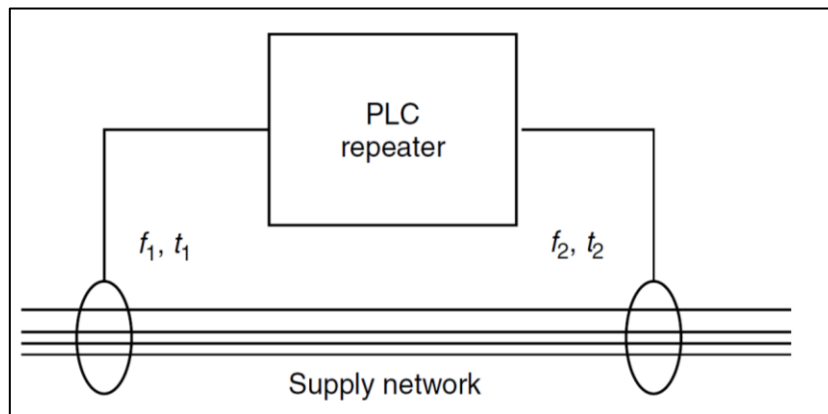 PLC
repeater
f₁, t₁
f₂, t₂
Supply network